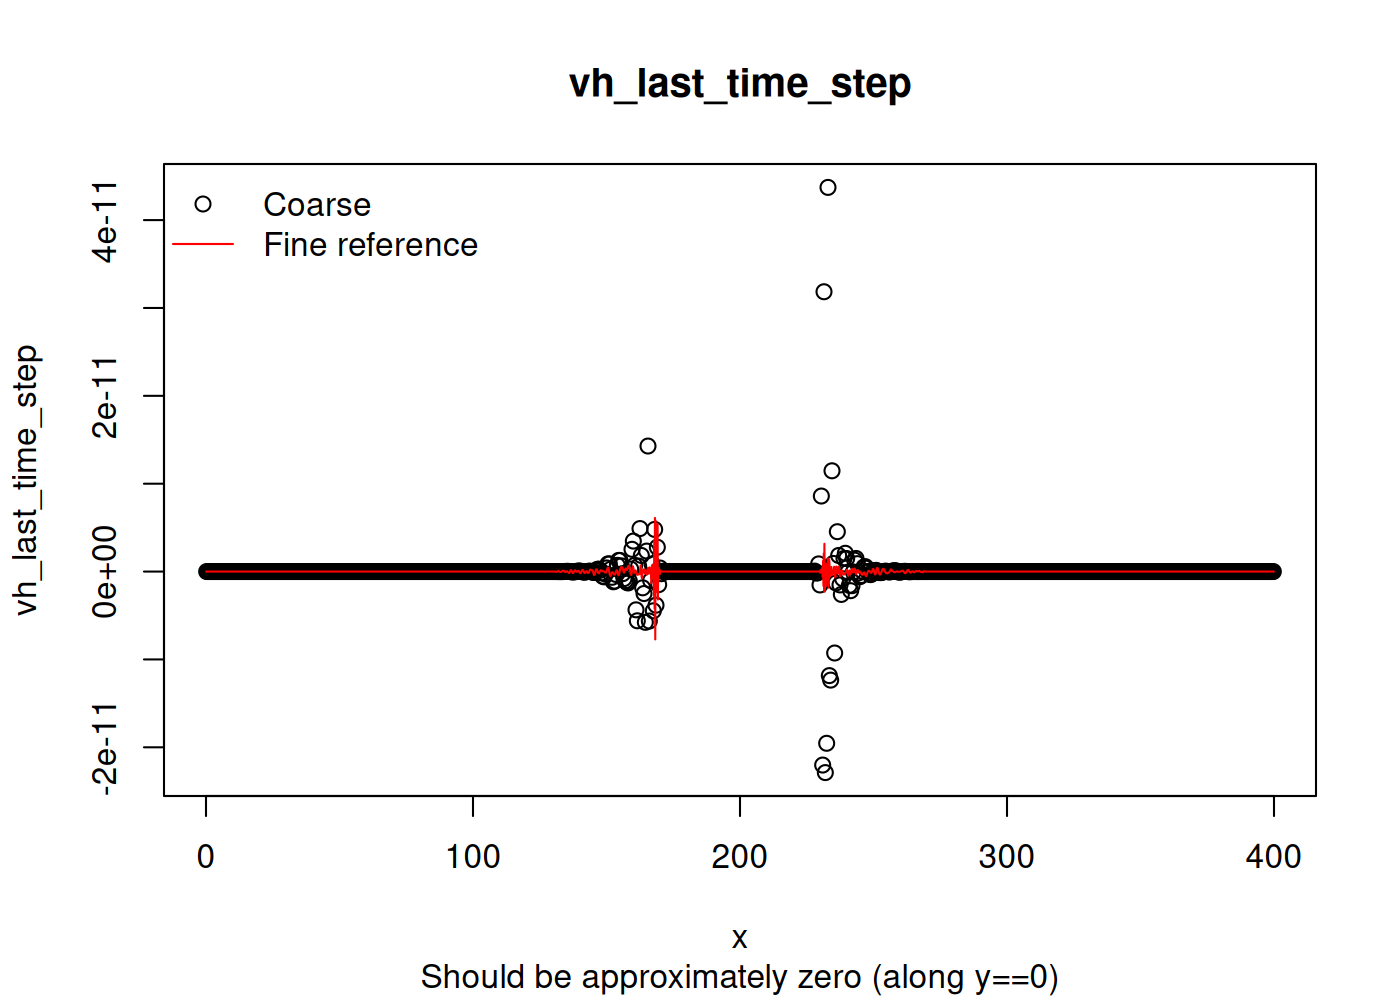 vh_last_time_step
Coarse
Fine reference
vh_last_time_step
4e-11
2e-11
0e+00
-2e-11
0 100 200 300 400
x
Should be approximately zero (along y==0)